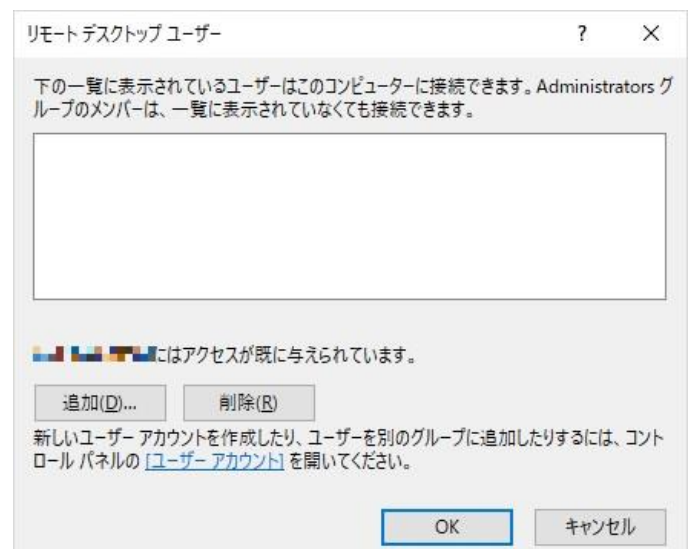 リモート デスクトップ ユーザー
? ×
下の一覧に表示されているユーザーはこのコンピューターに接続できます。Administrators グ
ループのメンバーは、一覧に表示されていなくても接続できます。
にはアクセスが既に与えられています。
追加(D)... 削除(R)
新しいユーザー アカウントを作成したり、ユーザーを別のグループに追加したりするには、コント
ロール パネルの [ユーザー アカウント] を開いてください。
OK キャンセル